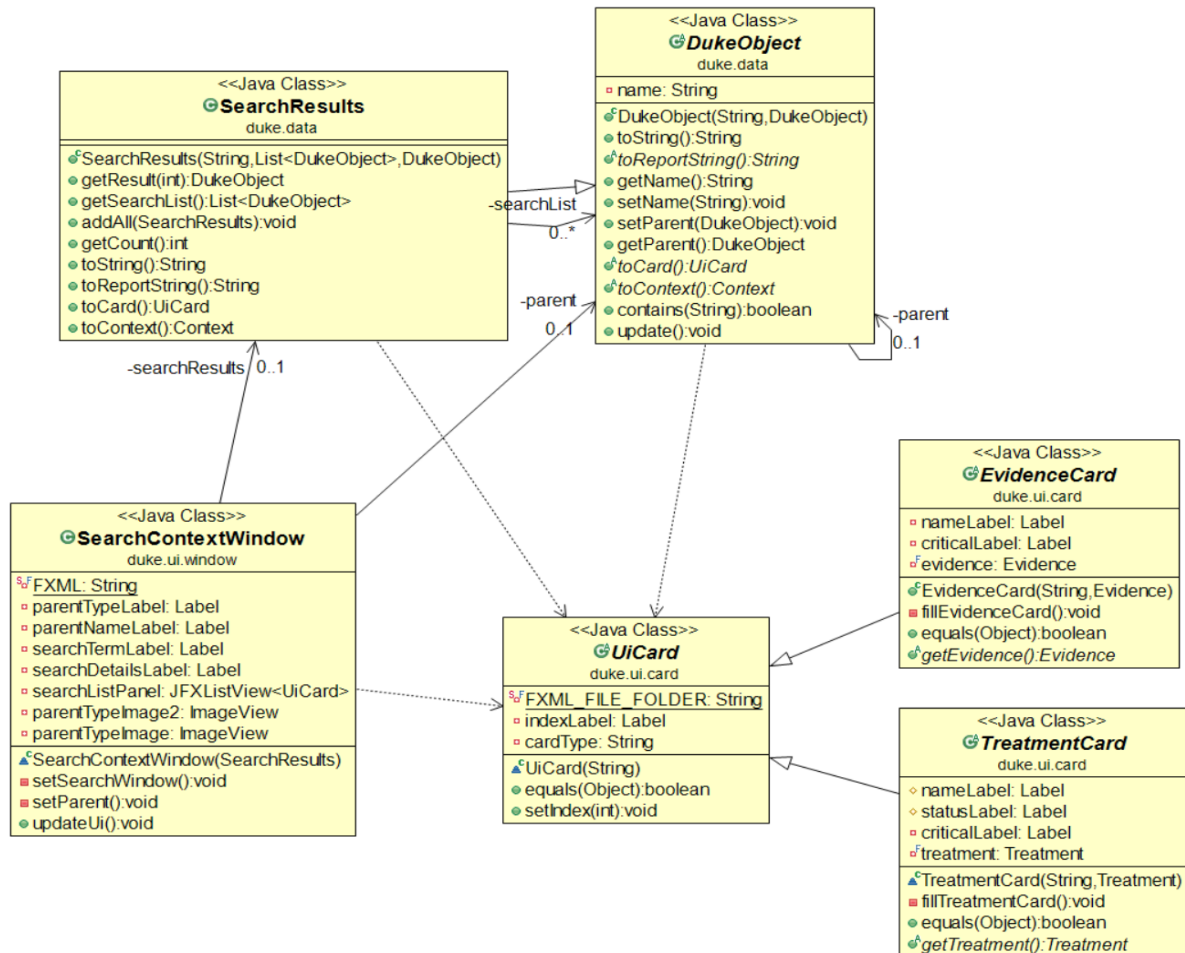 <<Java Class>>
SearchResults
duke.data
SearchResults(String,List<DukeObject>,DukeObject)
getResult(int):DukeObject
getSearchList():List<DukeObject>
addAll(SearchResults):void
getCount():int
toString():String
toReportString():String
toCard():UiCard
toContext():Context
<<Java Class>>
DukeObject
duke.data
name: String
DukeObject(String,DukeObject)
toString():String
toReportString():String
getName():String
setName(String):void
setParent(DukeObject):void
getParent():DukeObject
toCard():UiCard
toContext():Context
contains(String):boolean
update():void
-searchList
0..*
-parent
0..1
-parent
0..1
-searchResults
0..1
<<Java Class>>
SearchContextWindow
duke.ui.window
FXML: String
parentTypeLabel: Label
parentNameLabel: Label
searchTermLabel: Label
searchDetailsLabel: Label
searchListPanel: JFXListView<UiCard>
parentTypeImage2: ImageView
parentTypeImage: ImageView
SearchContextWindow(SearchResults)
setSearchWindow():void
setParent():void
updateUi():void
<<Java Class>>
UiCard
duke.ui.card
FXML_FILE_FOLDER: String
indexLabel: Label
cardType: String
UiCard(String)
equals(Object):boolean
setIndex(int):void
<<Java Class>>
EvidenceCard
duke.ui.card
nameLabel: Label
criticalLabel: Label
evidence: Evidence
EvidenceCard(String,Evidence)
fillEvidenceCard():void
equals(Object):boolean
getEvidence():Evidence
<<Java Class>>
TreatmentCard
duke.ui.card
nameLabel: Label
statusLabel: Label
criticalLabel: Label
treatment: Treatment
TreatmentCard(String,Treatment)
fillTreatmentCard():void
equals(Object):boolean
getTreatment():Treatment